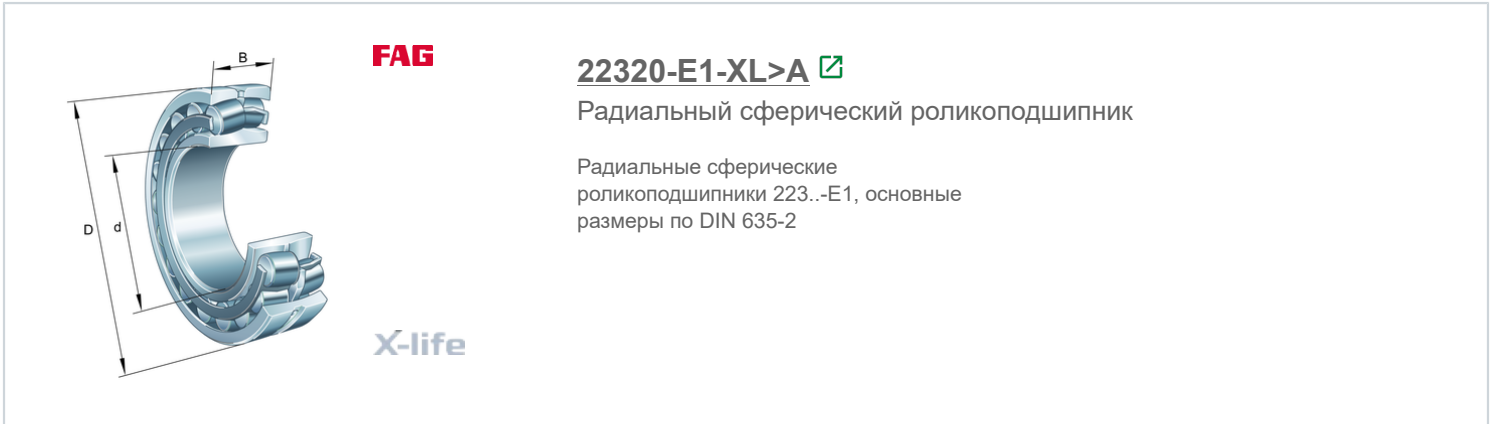 B
D
d
FAG
X-life
22320-E1-XL>A
Радиальный сферический роликоподшипник
Радиальные сферические
роликоподшипники 223..-E1, основные
размеры по DIN 635-2